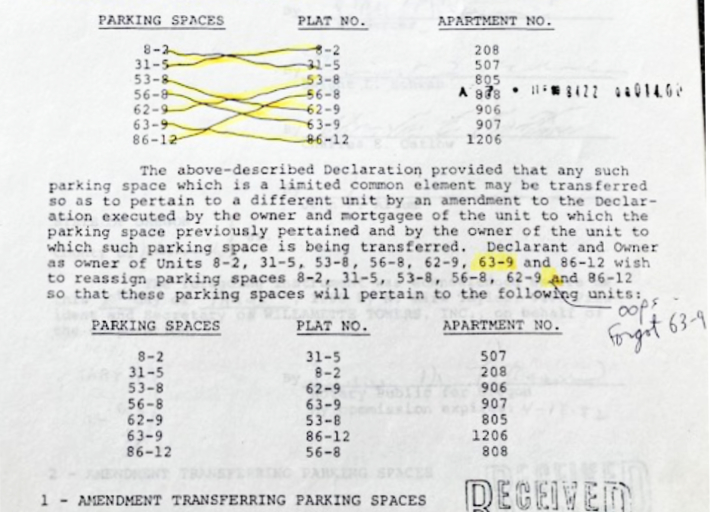 PARKING SPACES PLAT NO. APARTMENT NO.
8-2 8-2 208
31-5 31-5 507
53-8 53-8 805
56-8 56-8 808
62-9 62-9 906
63-9 63-9 907
86-12 86-12 1206
The above-described Declaration provided that any such
parking space which is a limited common element may be transferred
so as to pertain to a different unit by an amendment to the Declar-
ation executed by the owner and mortgagee of the unit to which the
parking space previously pertained and by the owner of the unit to
which such parking space is being transferred. Declarant and Owner
as owner of Units 8-2, 31-5, 53-8, 56-8, 62-9, 63-9 and 86-12 wish
to reassign parking spaces 8-2, 31-5, 53-8, 56-8, 62-9 and 86-12
so that these parking spaces will pertain to the following units:
oops -
Forgot 63-9
PARKING SPACES PLAT NO. APARTMENT NO.
8-2 31-5 507
31-5 8-2 208
53-8 62-9 906
56-8 63-9 907
62-9 53-8 805
63-9 86-12 1206
86-12 56-8 808
2 - AMENDMENT TRANSFERRING PARKING SPACES
1 - AMENDMENT TRANSFERRING PARKING SPACES
RECEIVED